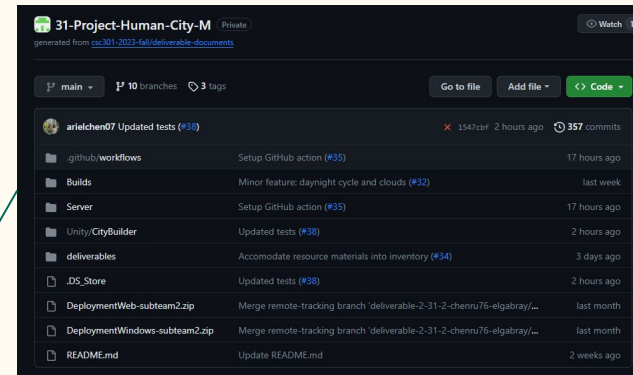 31-Project-Human-City-M Private
Watch 1
generated from csc301-2023-fall/deliverable-documents
main 10 branches 3 tags Go to file Add file Code
arielchen07 Updated tests (#38) 1547cbf 2 hours ago 357 commits
.github/workflows Setup GitHub action (#35) 17 hours ago
Builds Minor feature: daynight cycle and clouds (#32) last week
Server Setup GitHub action (#35) 17 hours ago
Unity/CityBuilder Updated tests (#38) 2 hours ago
deliverables Accomodate resource materials into inventory (#34) 3 days ago
.DS_Store Updated tests (#38) 2 hours ago
DeploymentWeb-subteam2.zip Merge remote-tracking branch 'deliverable-2-31-2-chenru76-elgabray/... last month
DeploymentWindows-subteam2.zip Merge remote-tracking branch 'deliverable-2-31-2-chenru76-elgabray/... last month
README.md Update README.md 2 weeks ago